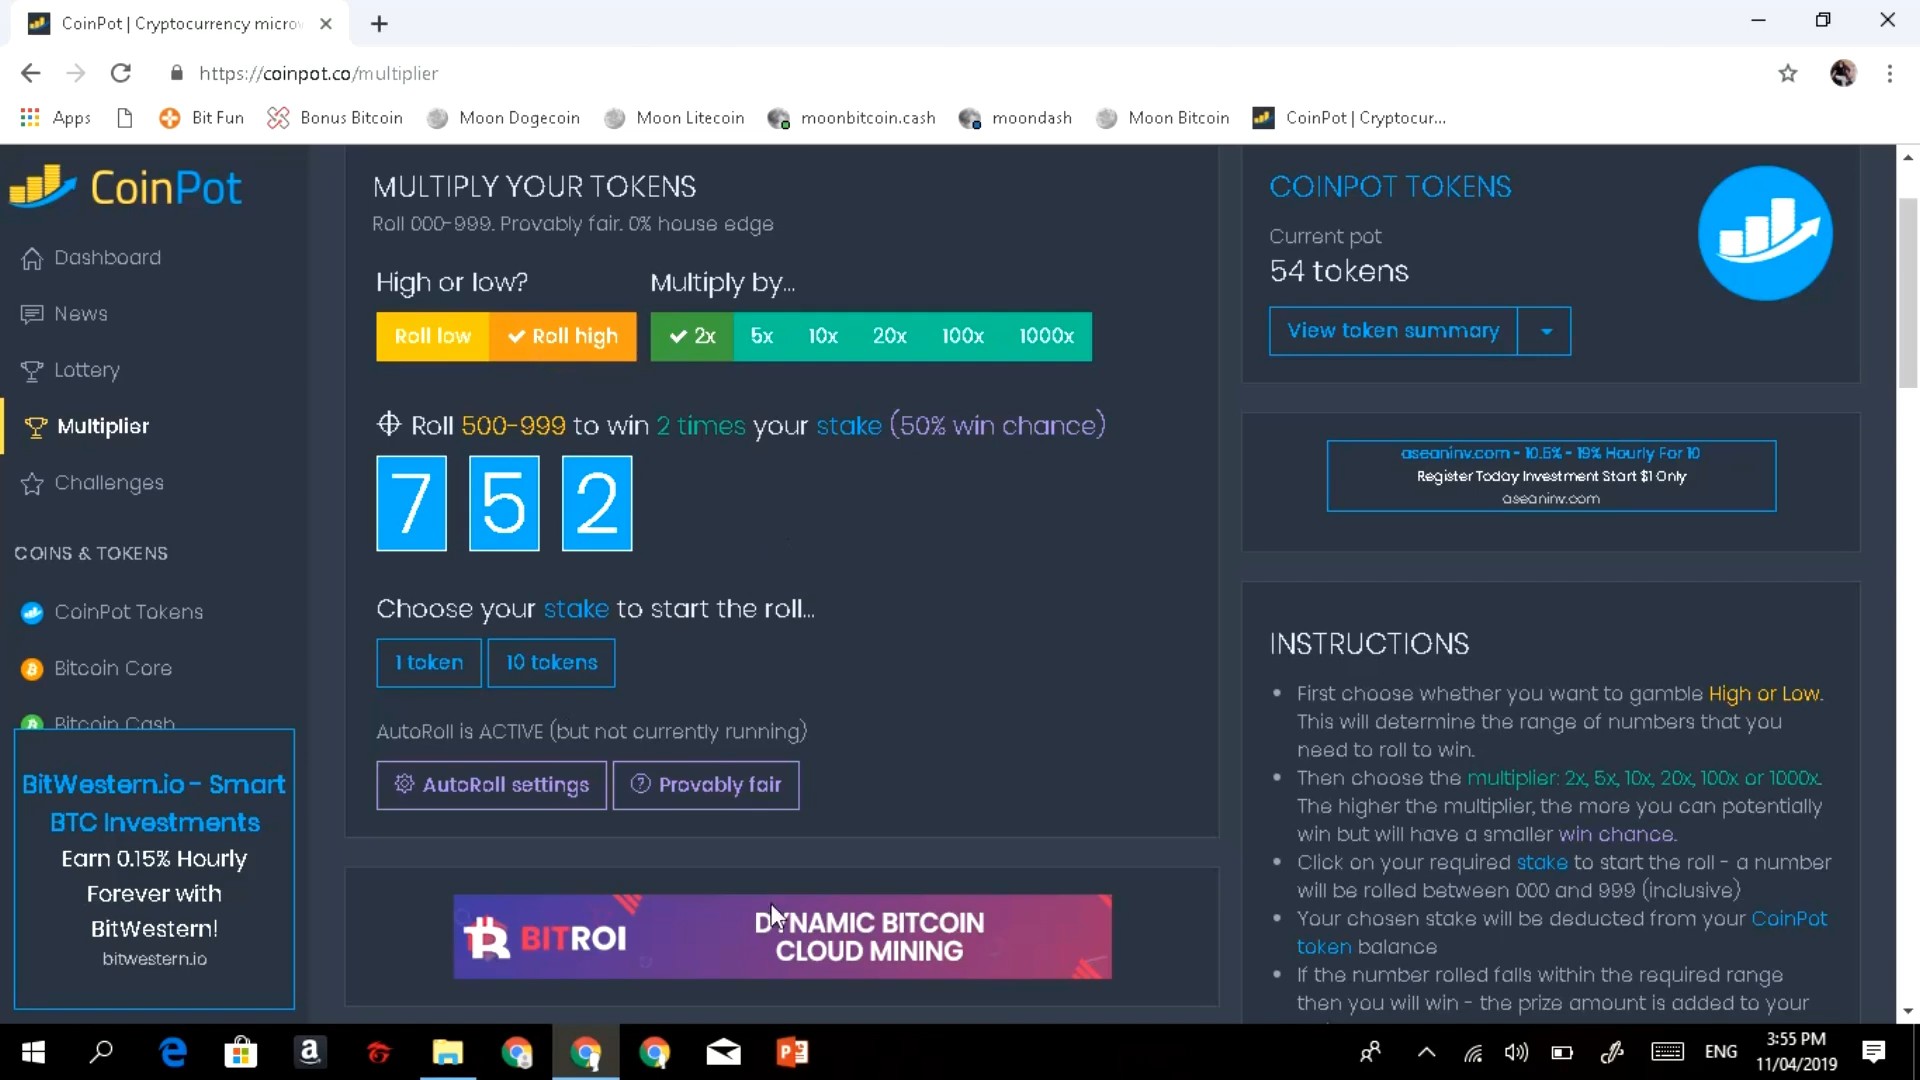 CoinPot | Cryptocurrency micro
https://coinpot.co/multiplier
Apps
Bit Fun
Bonus Bitcoin
Moon Dogecoin
Moon Litecoin
moonbitcoin.cash
moondash
Moon Bitcoin
CoinPot | Cryptocur...
CoinPot
Dashboard
News
Lottery
Multiplier
Challenges
COINS & TOKENS
CoinPot Tokens
Bitcoin Core
Bitcoin Cash
BitWestern.io - Smart
BTC Investments
Earn 0.15% Hourly
Forever with
BitWestern!
bitwestern.io
MULTIPLY YOUR TOKENS
Roll 000-999. Provably fair. 0% house edge
High or low?
Multiply by...
Roll low
Roll high
2x
5x
10x
20x
100x
1000x
Roll 500-999 to win 2 times your stake (50% win chance)
7 5 2
Choose your stake to start the roll...
1 token
10 tokens
AutoRoll is ACTIVE (but not currently running)
AutoRoll settings
Provably fair
BITROI
DYNAMIC BITCOIN
CLOUD MINING
COINPOT TOKENS
Current pot
54 tokens
View token summary
aseaninv.com - 10.5% - 19% Hourly For 10
Register Today Investment Start $1 Only
aseaninv.com
INSTRUCTIONS
First choose whether you want to gamble High or Low.
This will determine the range of numbers that you
need to roll to win.
Then choose the multiplier: 2x, 5x, 10x, 20x, 100x or 1000x.
The higher the multiplier, the more you can potentially
win but will have a smaller win chance.
Click on your required stake to start the roll - a number
will be rolled between 000 and 999 (inclusive)
Your chosen stake will be deducted from your CoinPot
token balance
If the number rolled falls within the required range
then you will win - the prize amount is added to your
ENG
3:55 PM
11/04/2019